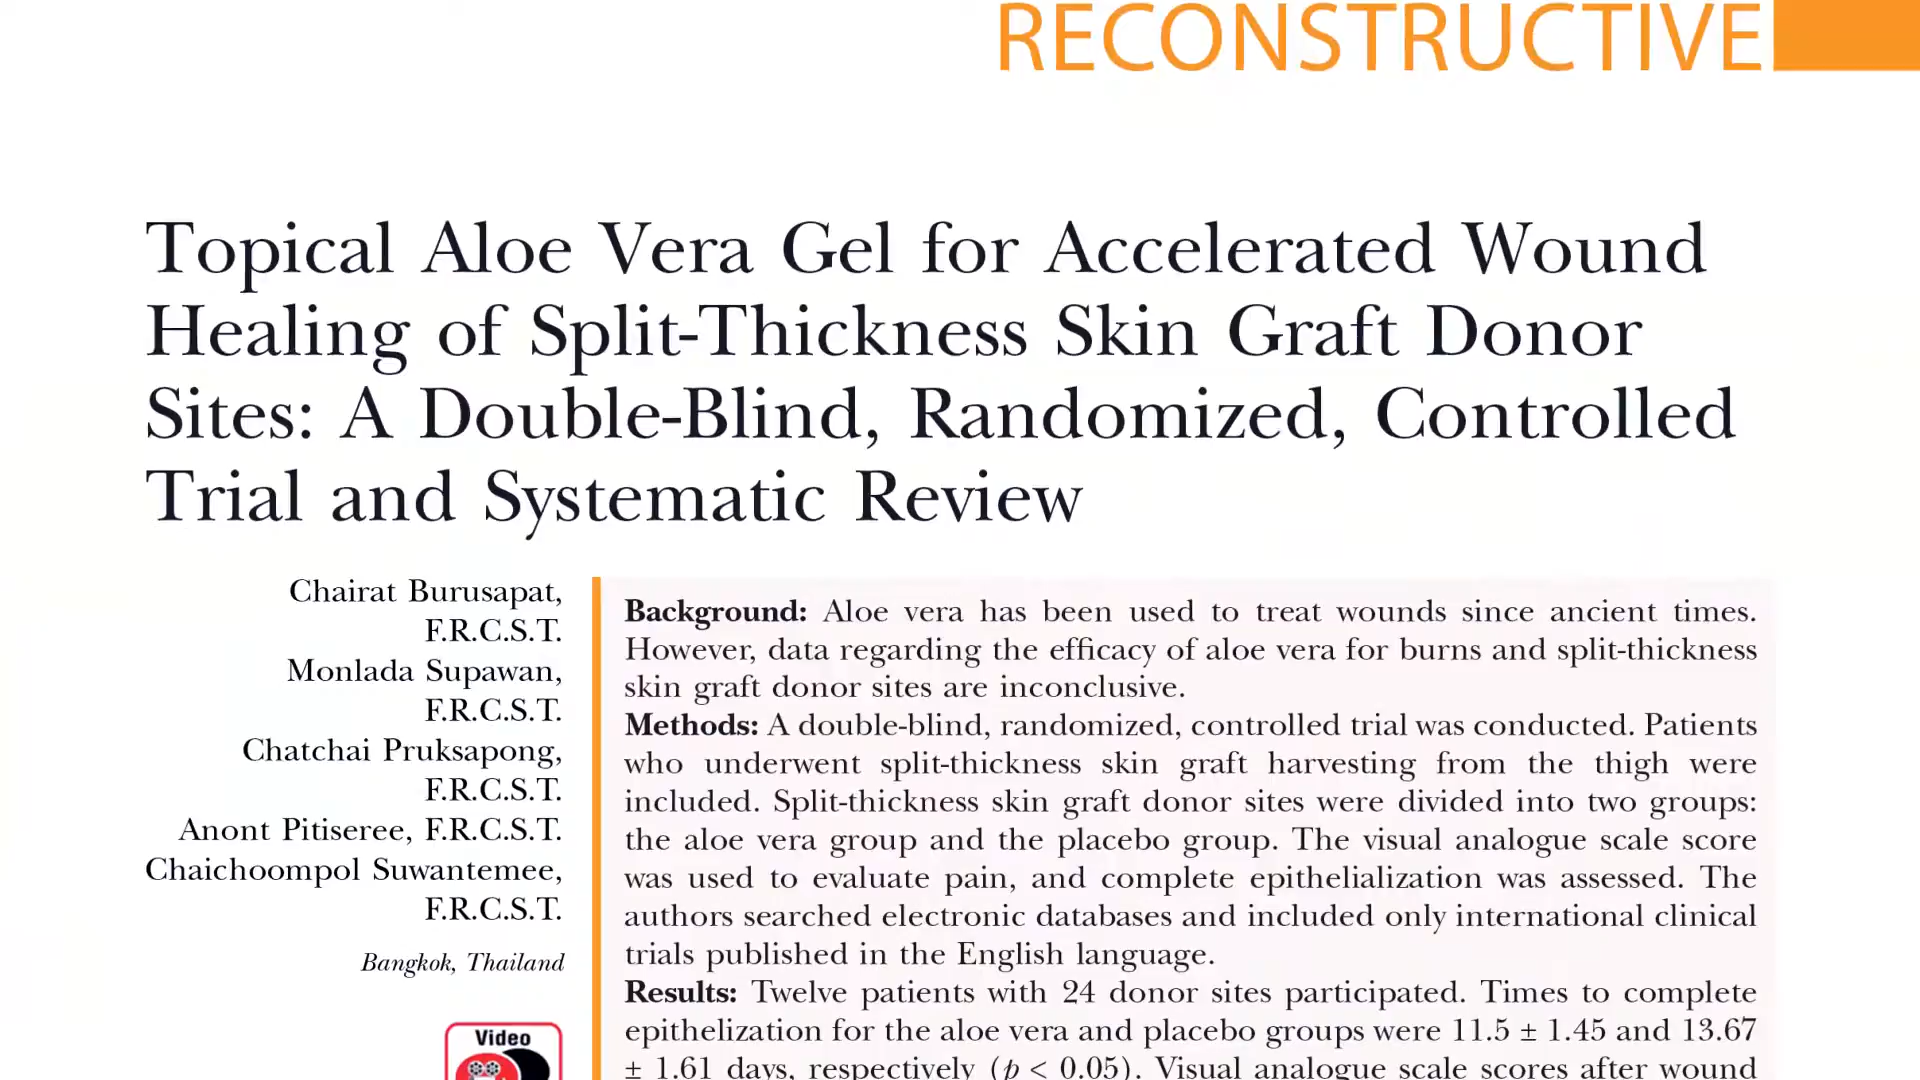 RECONSTRUCTIVE
Topical Aloe Vera Gel for Accelerated Wound
Healing of Split-Thickness Skin Graft Donor
Sites: A Double-Blind, Randomized, Controlled
Trial and Systematic Review
Chairat Burusapat,
F.R.C.S.T.
Monlada Supawan,
F.R.C.S.T.
Chatchai Pruksapong,
F.R.C.S.T.
Anont Pitiseree, F.R.C.S.T.
Chaichoompol Suwantemee,
F.R.C.S.T.
Bangkok, Thailand
Video
Background: Aloe vera has been used to treat wounds since ancient times.
However, data regarding the efficacy of aloe vera for burns and split-thickness
skin graft donor sites are inconclusive.
Methods: A double-blind, randomized, controlled trial was conducted. Patients
who underwent split-thickness skin graft harvesting from the thigh were
included. Split-thickness skin graft donor sites were divided into two groups:
the aloe vera group and the placebo group. The visual analogue scale score
was used to evaluate pain, and complete epithelialization was assessed. The
authors searched electronic databases and included only international clinical
trials published in the English language.
Results: Twelve patients with 24 donor sites participated. Times to complete
epithelization for the aloe vera and placebo groups were 11.5 ± 1.45 and 13.67
± 1.61 days, respectively (p < 0.05). Visual analogue scale scores after wound